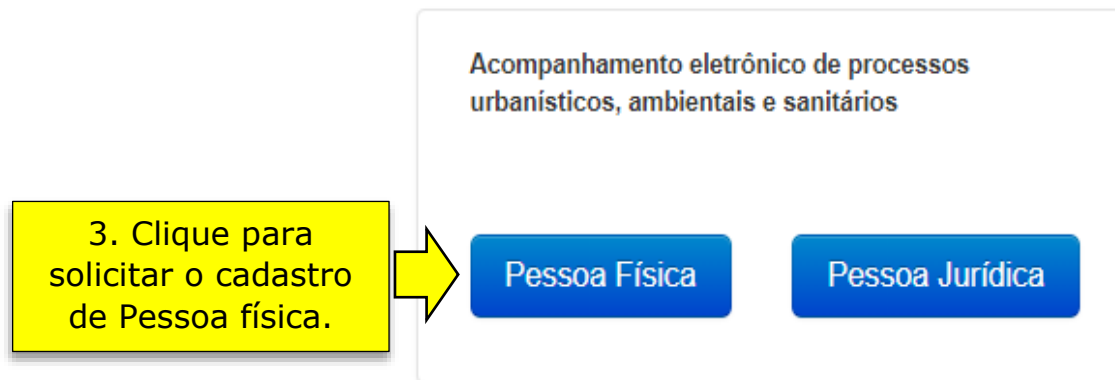 Acompanhamento eletrônico de processos
urbanísticos, ambientais e sanitários
3. Clique para
solicitar o cadastro
de Pessoa física.
Pessoa Física
Pessoa Jurídica